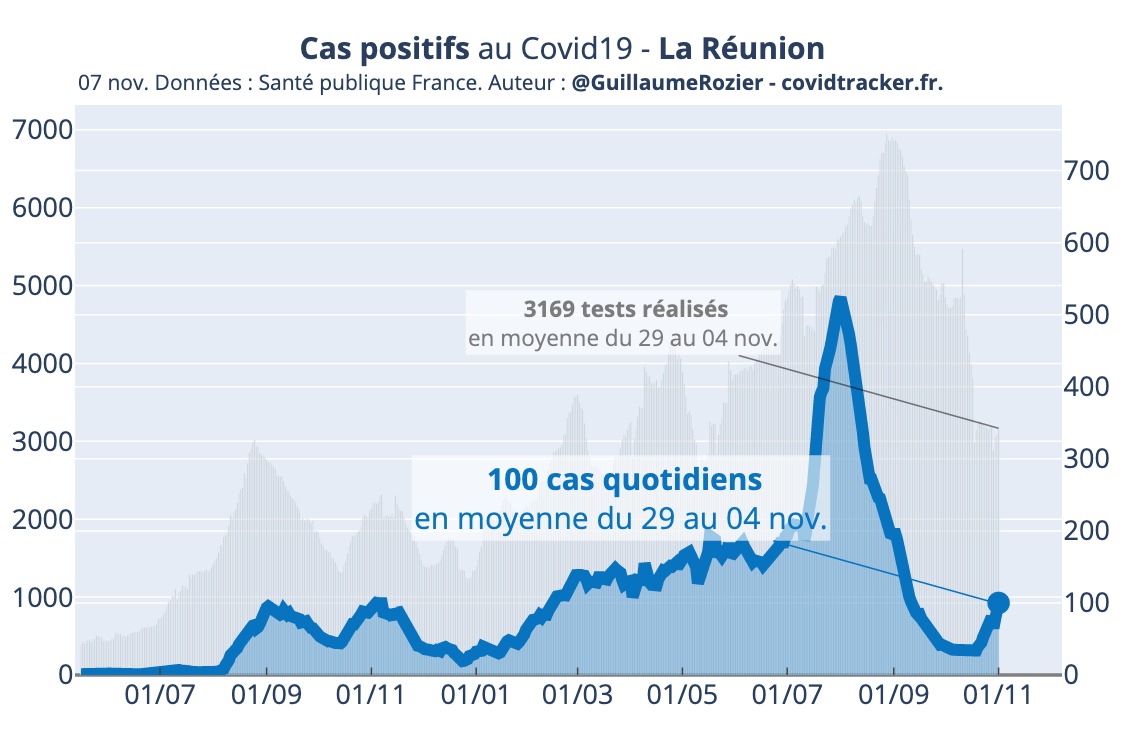 Cas positifs au Covid19 - La Réunion
07 nov. Données : Santé publique France. Auteur : @GuillaumeRozier - covidtracker.fr.
7000
6000
5000
4000
3000
2000
1000
0
700
600
500
400
300
200
100
0
3169 tests réalisés
en moyenne du 29 au 04 nov.
100 cas quotidiens
en moyenne du 29 au 04 nov.
01/07 01/09 01/11 01/01 01/03 01/05 01/07 01/09 01/11